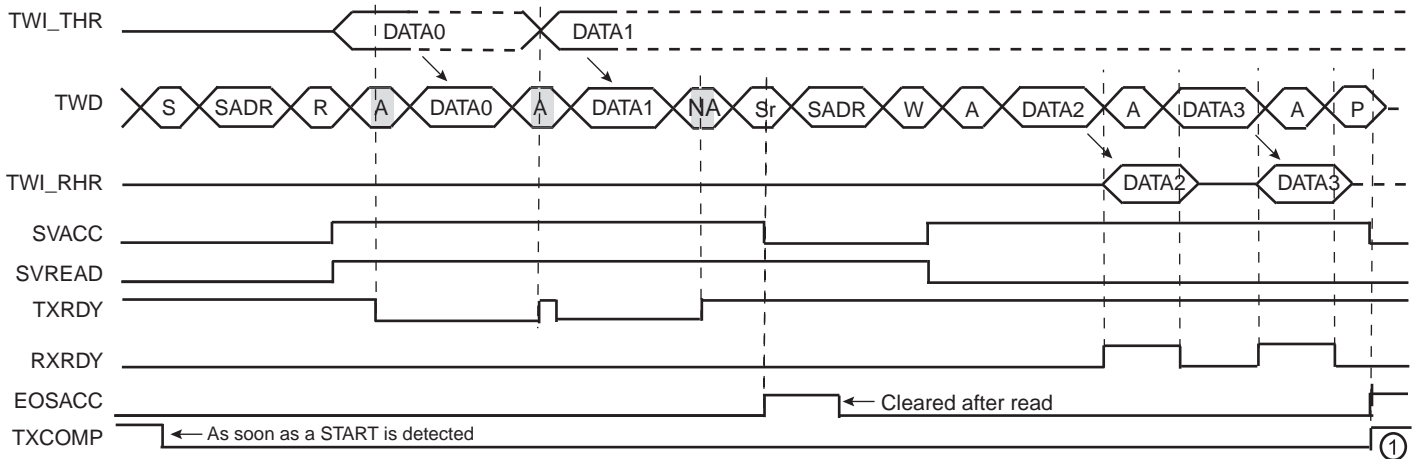 TWI_THR DATA0 DATA1
TWD S SADR R A DATA0 A DATA1 NA Sr SADR W A DATA2 A DATA3 A P
TWI_RHR DATA2 DATA3
SVACC
SVREAD
TXRDY
RXRDY
EOSACC Cleared after read
TXCOMP As soon as a START is detected 1